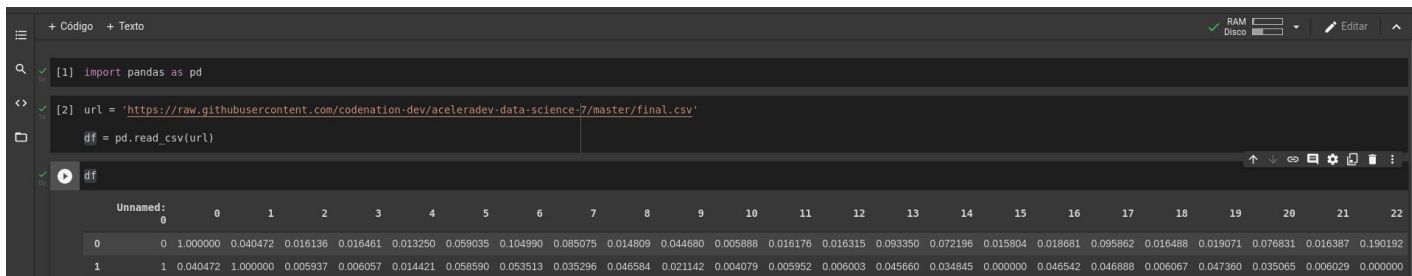 + Código + Texto
RAM
Disco
Editar
[1] import pandas as pd
[2] url = 'https://raw.githubusercontent.com/codenation-dev/aceleradev-data-science-7/master/final.csv'
df = pd.read_csv(url)
df
Unnamed: 0 0 1 2 3 4 5 6 7 8 9 10 11 12 13 14 15 16 17 18 19 20 21 22
0 0 1.000000 0.040472 0.016136 0.016461 0.013250 0.059035 0.104990 0.085075 0.014809 0.044680 0.005888 0.016176 0.016315 0.093350 0.072196 0.015804 0.018681 0.095862 0.016488 0.019071 0.076831 0.016387 0.190192
1 1 0.040472 1.000000 0.005937 0.006057 0.014421 0.058590 0.053513 0.035296 0.046584 0.021142 0.004079 0.005952 0.006003 0.045660 0.034845 0.000000 0.046542 0.046888 0.006067 0.047360 0.035065 0.006029 0.000000